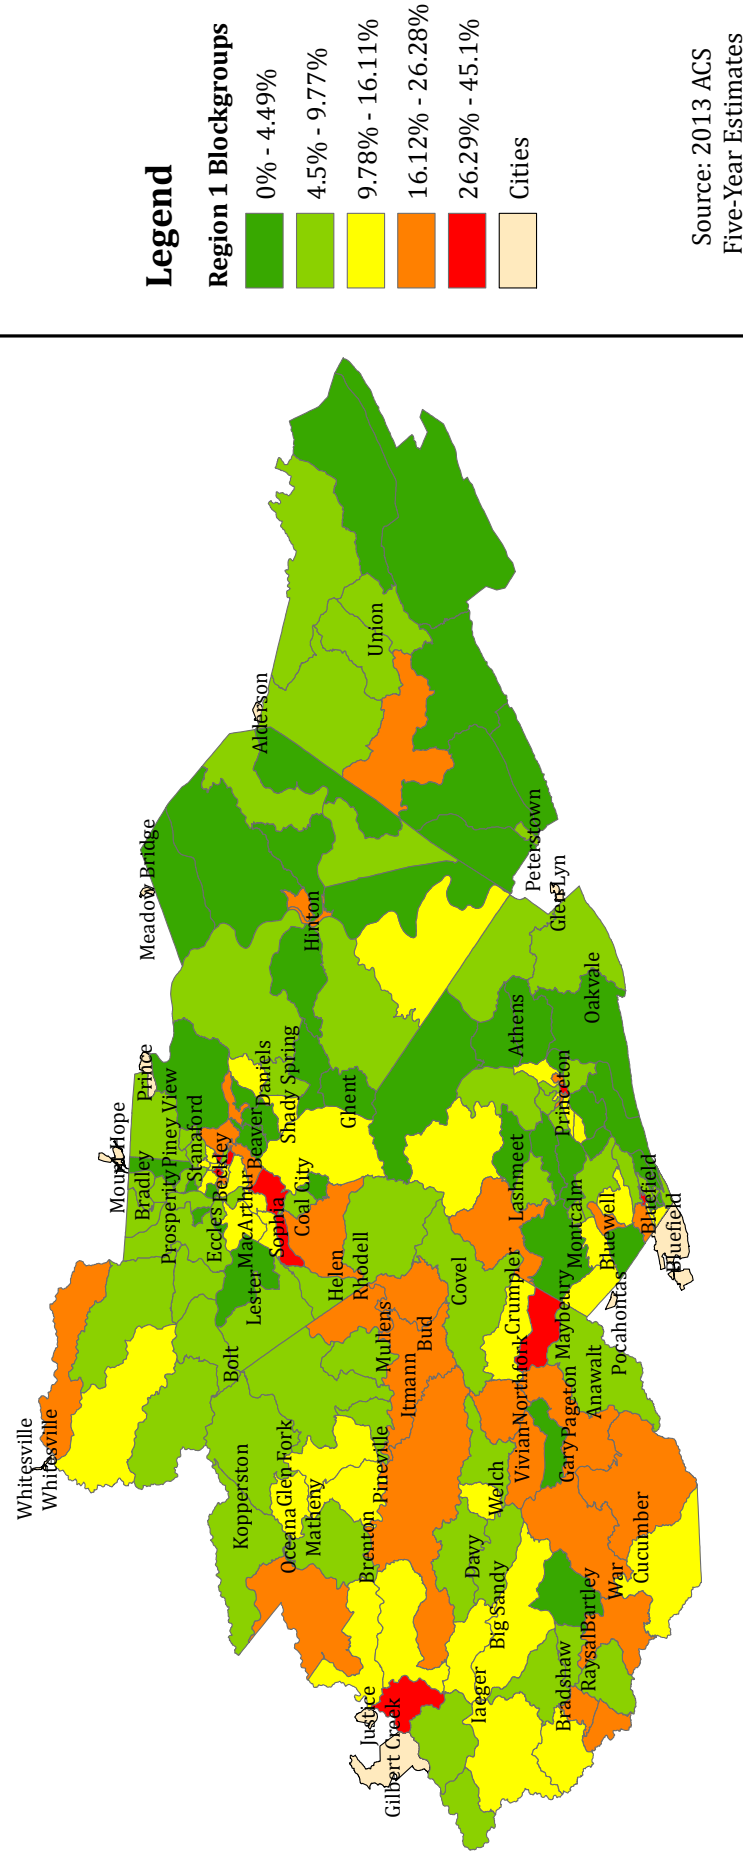 Legend
Region 1 Blockgroups
0% - 4.49%
4.5% - 9.77%
9.78% - 16.11%
16.12% - 26.28%
26.29% - 45.1%
Cities
Source: 2013 ACS
Five-Year Estimates
Whitesville
Whitesville
Mount Hope
Prince
Meadow Bridge
Alderson
Bradley
Prosperity
Piney View
Stanaford
Eccles
Beckley
MacArthur
Beaver
Daniels
Shady Spring
Sophia
Coal City
Lester
Bolt
Helen
Rhodell
Ghent
Hinton
Union
Kopperston
Glen Fork
Oceana
Matheny
Mullens
Itmann
Bud
Covel
Pineville
Brenton
Justice
Gilbert Creek
Iaeger
Big Sandy
Davy
Welch
Vivian
Northfork
Crumpler
Maybeury
Lashmeet
Athens
Princeton
Oakvale
Glen Lyn
Peterstown
Montcalm
Bluewell
Bluefield
Bluefield
Pocahontas
Anawalt
Pageton
Gary
Cucumber
War
Bartley
Raysal
Bradshaw